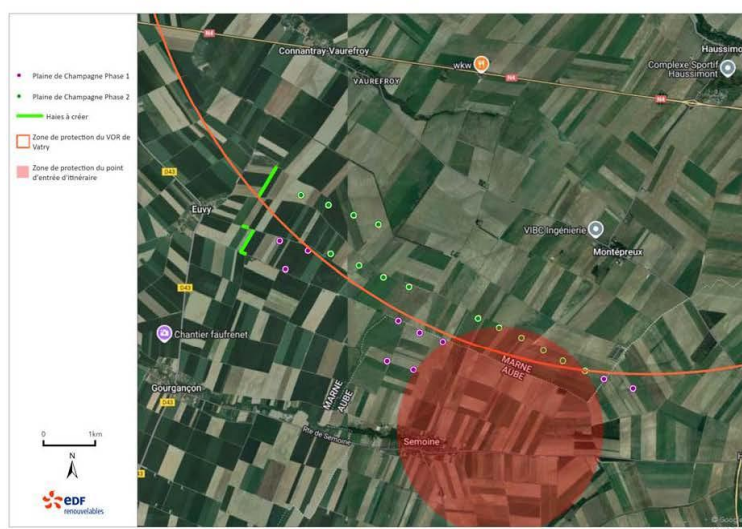 Plaine de Champagne Phase 1
Plaine de Champagne Phase 2
Haies à créer
Zone de protection du VOR de
Vatry
Zone de protection du point
d'entrée d'itinéraire
0 1km
N
edf
renouvelables
N4
Connantray-Vaurefroy
VAUREFROY
wkw
N4
N4
Haussimo
Complexe Sportif
Haussimont
D43
Euvy
VIBC Ingénierie
Montépreux
D43
Chantier faufrenet
MARNE
AUBE
MARNE
AUBE
Gourgançon
D43
Rte de Semoine
Semoine